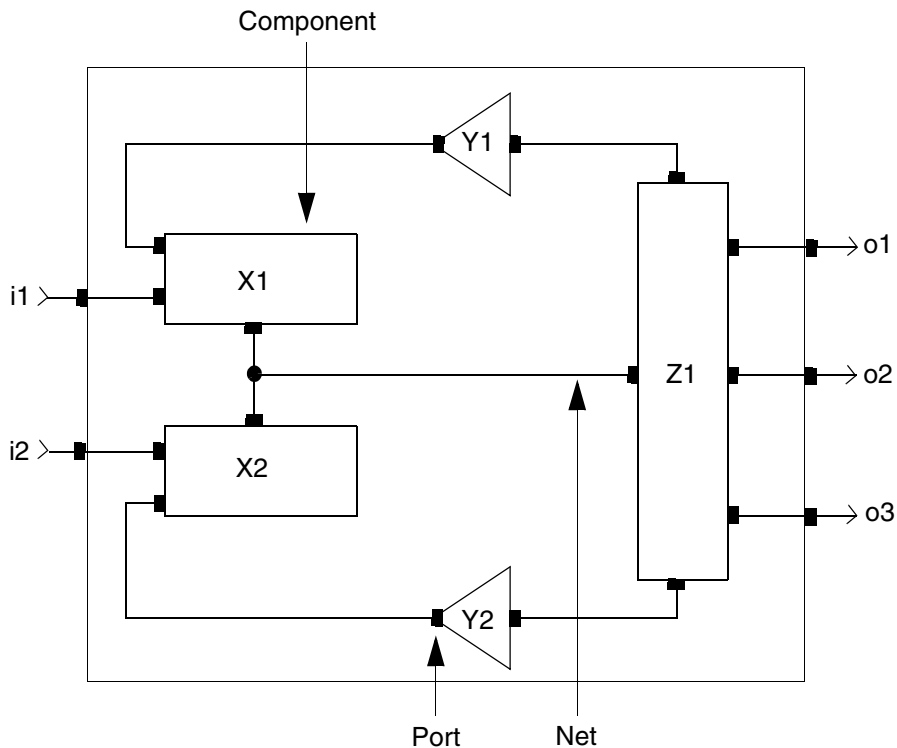 Component
Y1
X1
i1
o1
Z1
o2
i2
X2
o3
Y2
Port
Net